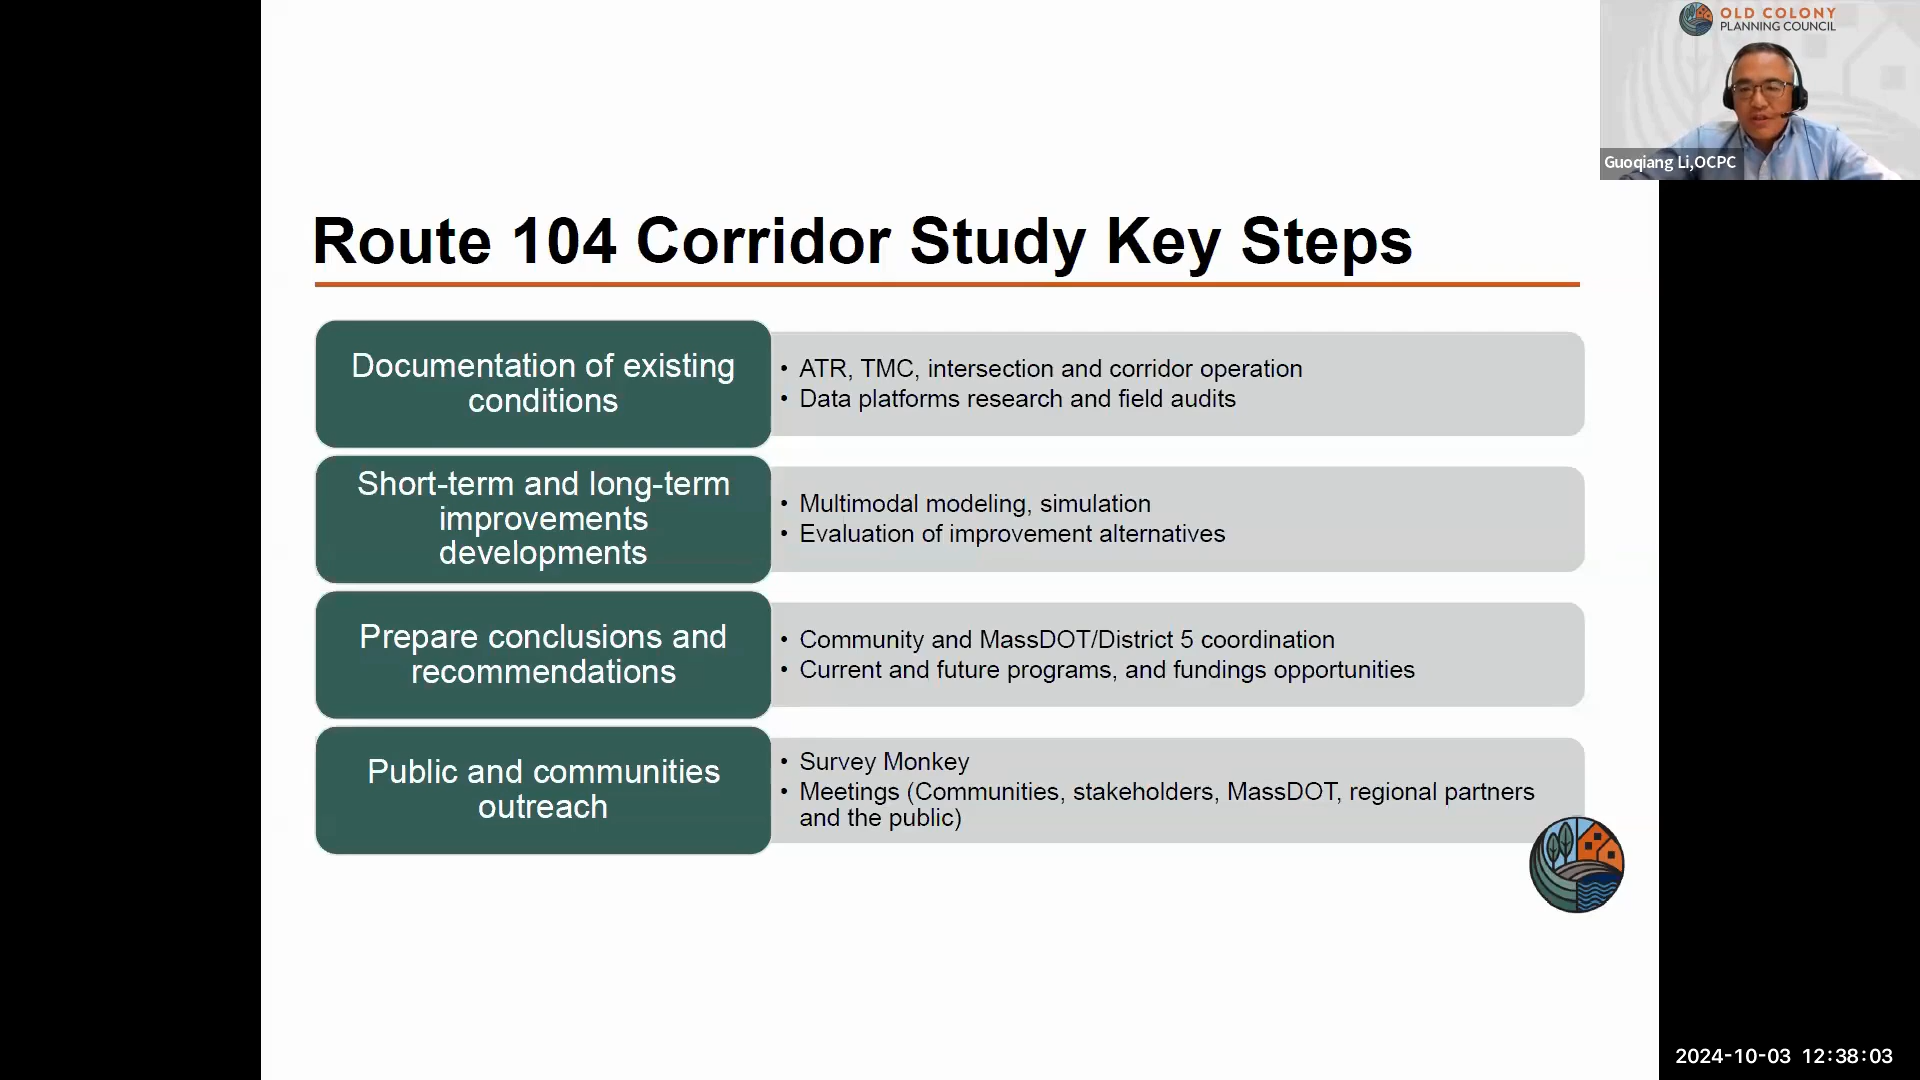 OLD COLONY
PLANNING COUNCIL
Guoqiang Li,OCPC
Route 104 Corridor Study Key Steps
Documentation of existing
conditions
• ATR, TMC, intersection and corridor operation
• Data platforms research and field audits
Short-term and long-term
improvements
developments
• Multimodal modeling, simulation
• Evaluation of improvement alternatives
Prepare conclusions and
recommendations
• Community and MassDOT/District 5 coordination
• Current and future programs, and fundings opportunities
Public and communities
outreach
• Survey Monkey
• Meetings (Communities, stakeholders, MassDOT, regional partners
and the public)
2024-10-03 12:38:03